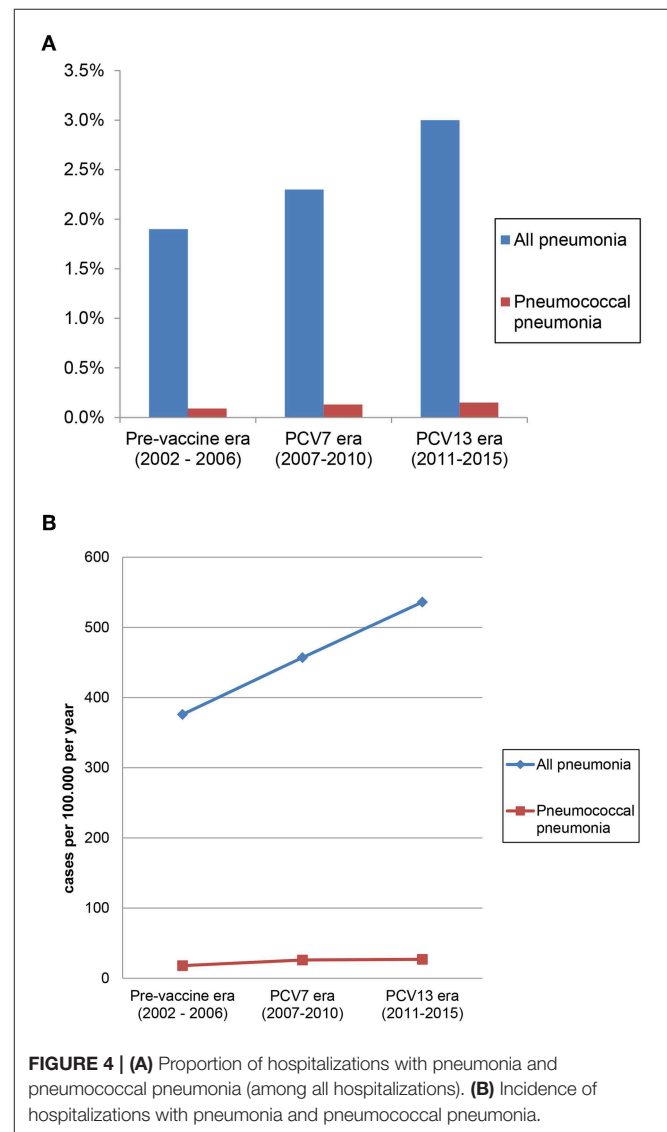 A
3.5%
3.0%
2.5%
2.0%
1.5%
1.0%
0.5%
0.0%
Pre-vaccine era
(2002 - 2006)
PCV7 era
(2007-2010)
PCV13 era
(2011-2015)
All pneumonia
Pneumococcal
pneumonia
B
600
500
400
300
200
100
0
cases per 100.000 per year
Pre-vaccine era
(2002 - 2006)
PCV7 era
(2007-2010)
PCV13 era
(2011-2015)
All pneumonia
Pneumococcal
pneumonia
FIGURE 4 | (A) Proportion of hospitalizations with pneumonia and
pneumococcal pneumonia (among all hospitalizations). (B) Incidence of
hospitalizations with pneumonia and pneumococcal pneumonia.